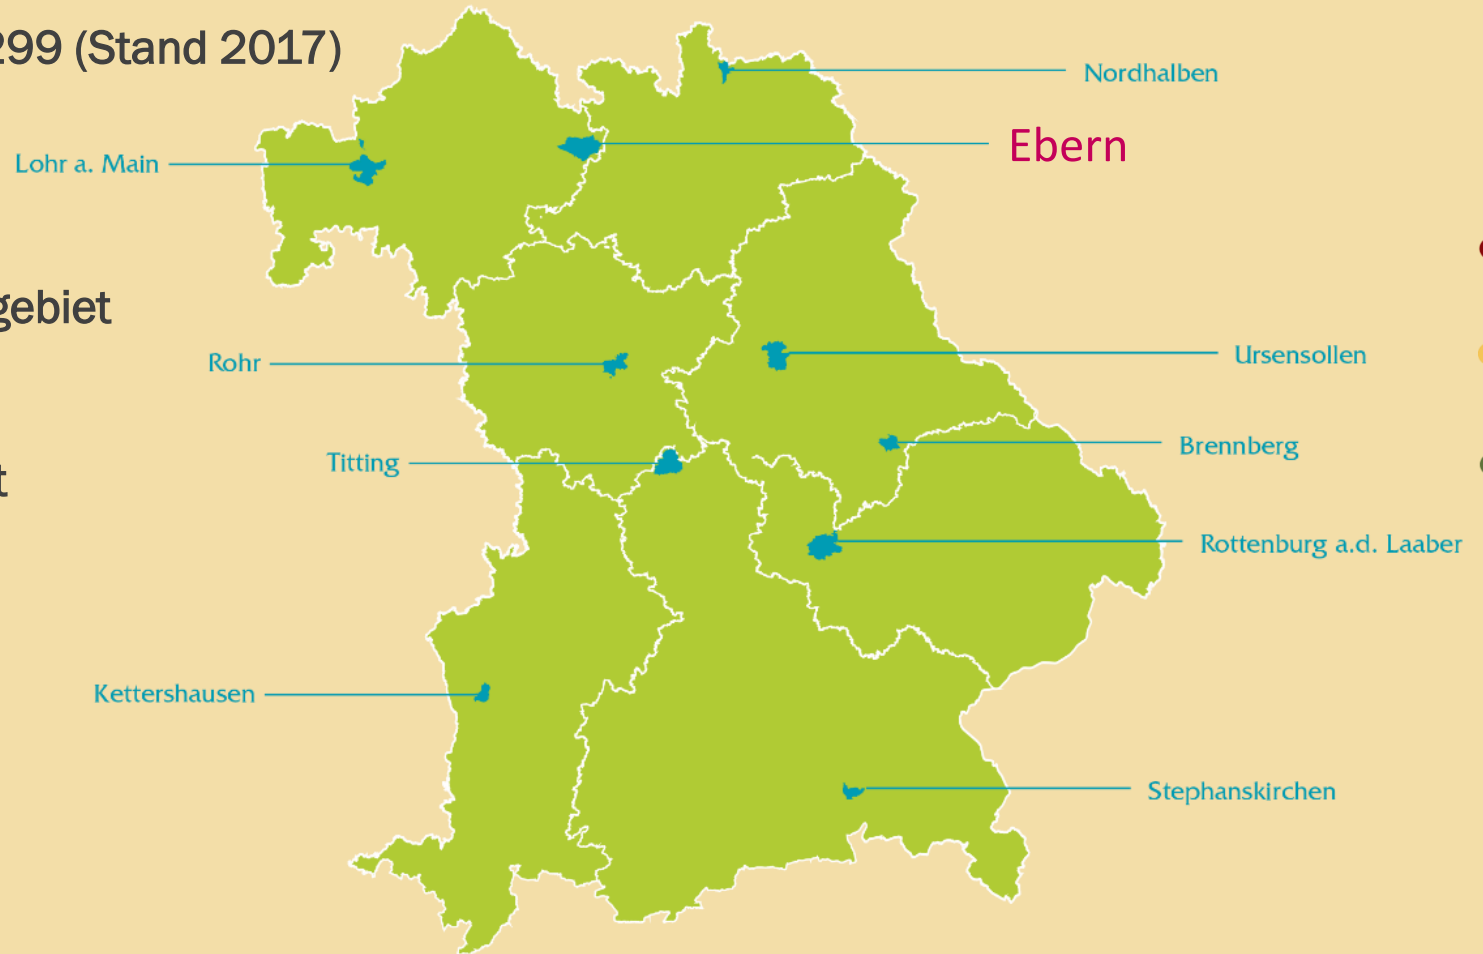 299 (Stand 2017)
Nordhalben
Ebern
Lohr a. Main
gebiet
Ursensollen
Rohr
Brennberg
Titting
t
Rottenburg a.d. Laaber
Kettershausen
Stephanskirchen